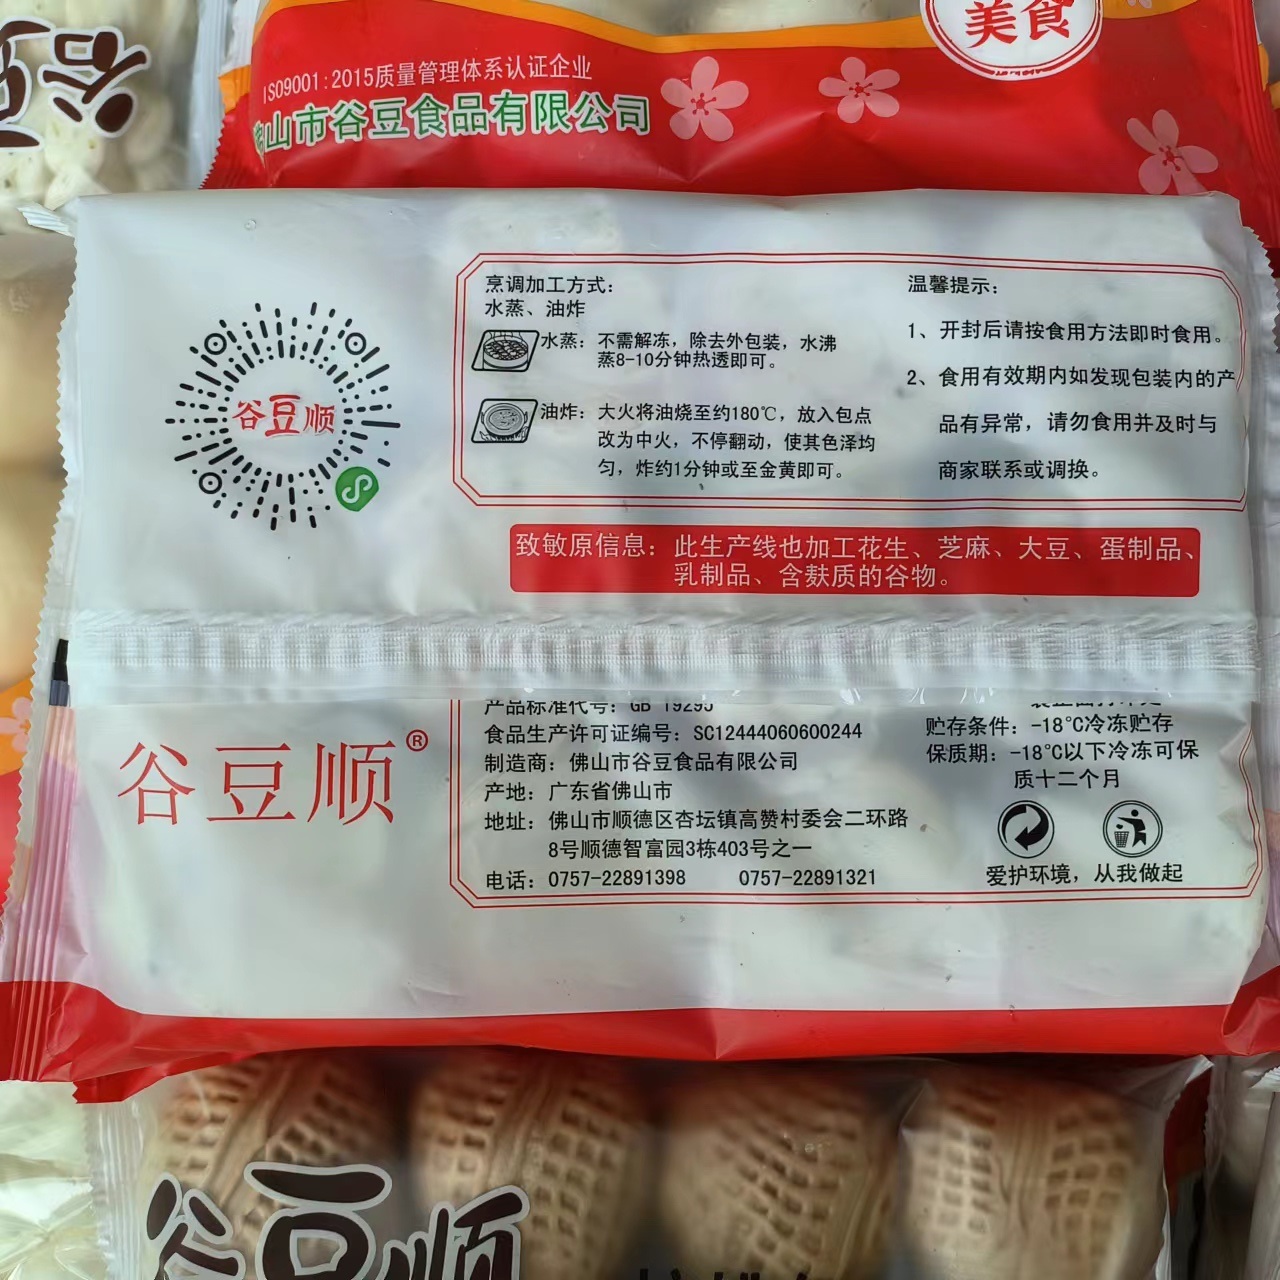 谷豆
美食
ISO9001:2015质量管理体系认证企业
佛山市谷豆食品有限公司
谷豆顺
烹调加工方式：
水蒸、油炸
水蒸：不需解冻，除去外包装，水沸
蒸8-10分钟热透即可。
油炸：大火将油烧至约180℃，放入包点
改为中火，不停翻动，使其色泽均
匀，炸约1分钟或至金黄即可。
温馨提示：
1、开封后请按食用方法即时食用。
2、食用有效期内如发现包装内的产
品有异常，请勿食用并及时与
商家联系或调换。
致敏原信息：此生产线也加工花生、芝麻、大豆、蛋制品、
乳制品、含麸质的谷物。
谷豆顺®
产品标准代号：GB 19295
食品生产许可证编号：SC12444060600244
制造商：佛山市谷豆食品有限公司
产地：广东省佛山市
地址：佛山市顺德区杏坛镇高赞村委会二环路
8号顺德智富园3栋403号之一
电话：0757-22891398 0757-22891321
贮存条件：-18℃冷冻贮存
保质期：-18℃以下冷冻可保
质十二个月
爱护环境，从我做起
谷豆顺